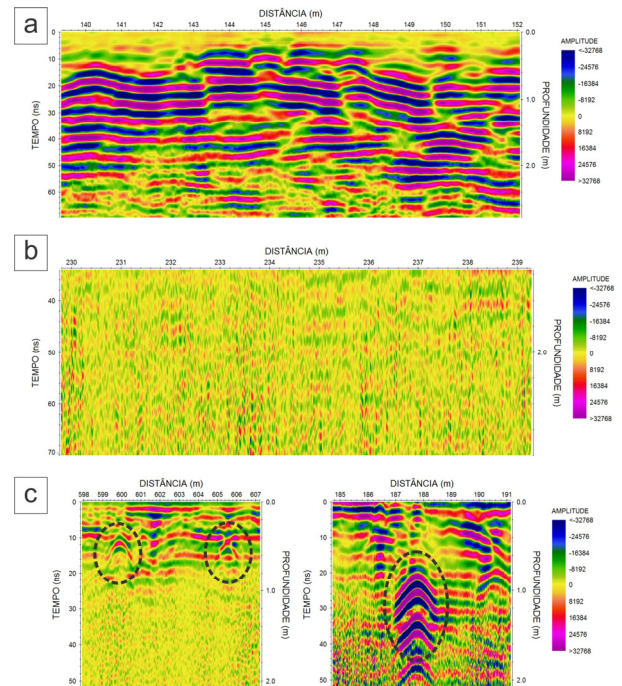 a
DISTÂNCIA (m)
140 141 142 143 144 145 146 147 148 149 150 151 152
TEMPO (ns)
0
10
20
30
40
50
60
0.0
1.0
2.0
PROFUNDIDADE (m)
AMPLITUDE
<-32768
-24576
-16384
-8192
0
8192
16384
24576
>32768
b
DISTÂNCIA (m)
230 231 232 233 234 235 236 237 238 239
TEMPO (ns)
40
50
60
70
2.0
PROFUNDIDADE (m)
AMPLITUDE
<-32768
-24576
-16384
-8192
0
8192
16384
24576
>32768
c
DISTÂNCIA (m)
598 599 600 601 602 603 604 605 606 607
TEMPO (ns)
0
10
20
30
40
50
0.0
1.0
2.0
PROFUNDIDADE (m)
DISTÂNCIA (m)
185 186 187 188 189 190 191
TEMPO (ns)
0
10
20
30
40
50
0.0
1.0
2.0
PROFUNDIDADE (m)
AMPLITUDE
<-32768
-24576
-16384
-8192
0
8192
16384
24576
>32768